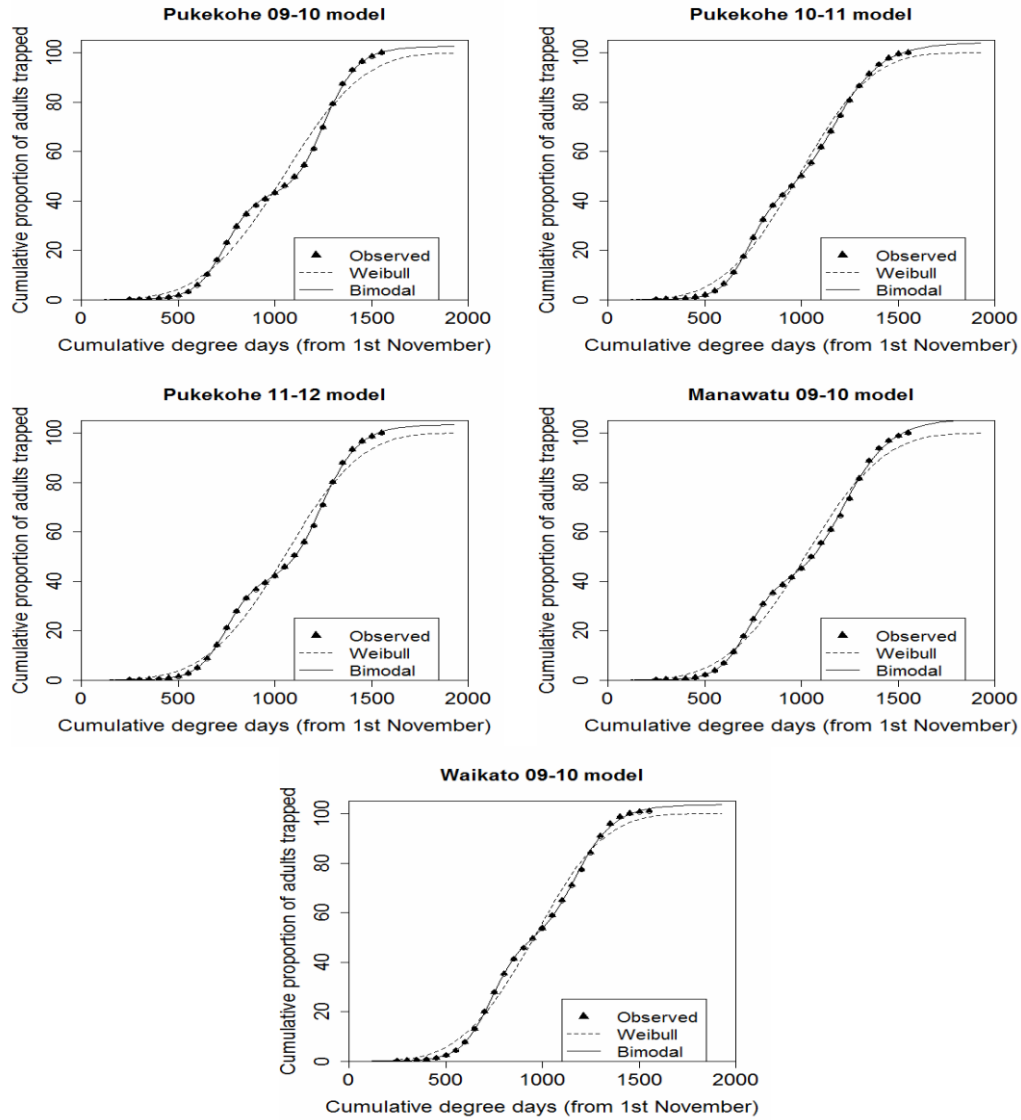 Pukekohe 09-10 model
Cumulative proportion of adults trapped
0 20 40 60 80 100
Observed
Weibull
Bimodal
0 500 1000 1500 2000
Cumulative degree days (from 1st November)
Pukekohe 10-11 model
Cumulative proportion of adults trapped
0 20 40 60 80 100
Observed
Weibull
Bimodal
0 500 1000 1500 2000
Cumulative degree days (from 1st November)
Pukekohe 11-12 model
Cumulative proportion of adults trapped
0 20 40 60 80 100
Observed
Weibull
Bimodal
0 500 1000 1500 2000
Cumulative degree days (from 1st November)
Manawatu 09-10 model
Cumulative proportion of adults trapped
0 20 40 60 80 100
Observed
Weibull
Bimodal
0 500 1000 1500 2000
Cumulative degree days (from 1st November)
Waikato 09-10 model
Cumulative proportion of adults trapped
0 20 40 60 80 100
Observed
Weibull
Bimodal
0 500 1000 1500 2000
Cumulative degree days (from 1st November)